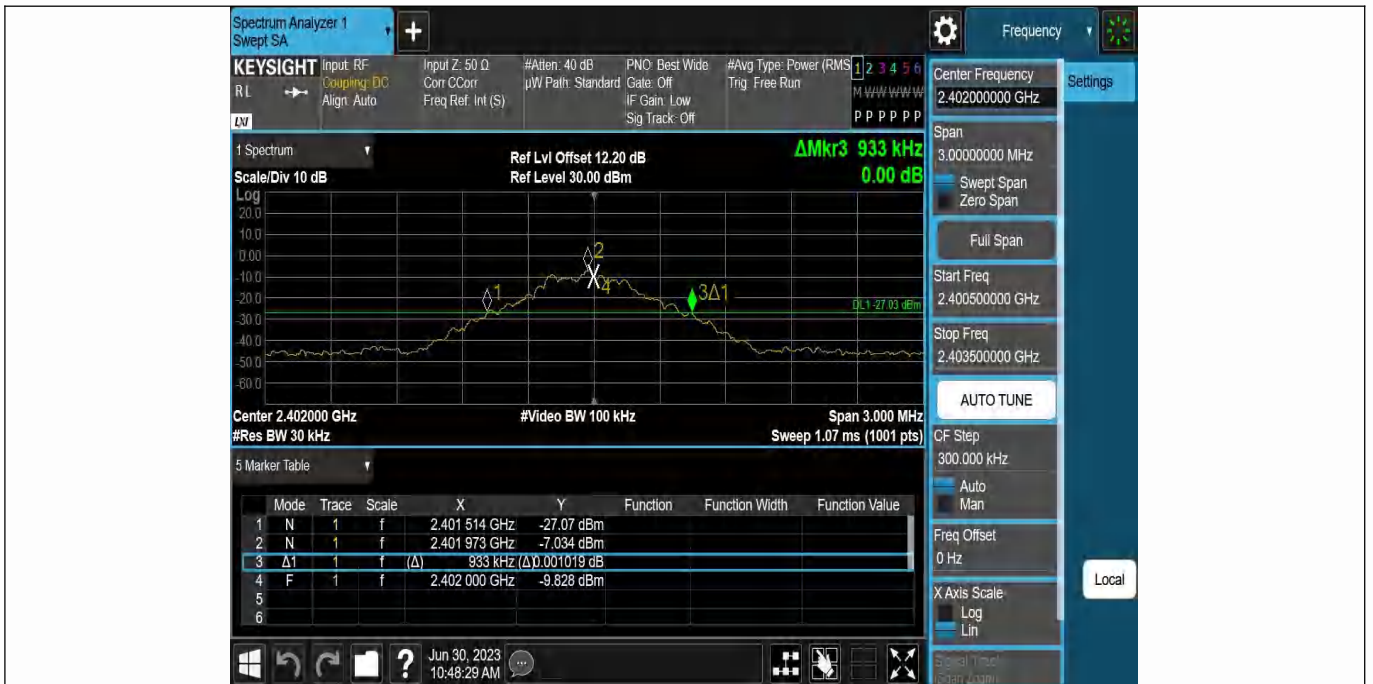 Spectrum Analyzer 1
Swept SA
+
Frequency
KEYSIGHT
RL
LXI
Input: RF
Coupling: DC
Align: Auto
Input Z: 50 Ω
Corr CCorr
Freq Ref: Int (S)
#Atten: 40 dB
µW Path: Standard
PNO: Best Wide
Gate: Off
IF Gain: Low
Sig Track: Off
#Avg Type: Power (RMS
Trig: Free Run
1 2 3 4 5 6
M W W W W W
P P P P P P
1 Spectrum
Scale/Div 10 dB
Ref Lvl Offset 12.20 dB
Ref Level 30.00 dBm
ΔMkr3 933 kHz
0.00 dB
Log
20.0
10.0
0.00
-10.0
-20.0
-30.0
-40.0
-50.0
-60.0
1
2
4
3Δ1
DL1 -27.03 dBm
Center 2.402000 GHz
#Res BW 30 kHz
#Video BW 100 kHz
Span 3.000 MHz
Sweep 1.07 ms (1001 pts)
5 Marker Table
Mode Trace Scale X Y Function Function Width Function Value
1 N 1 f 2.401 514 GHz -27.07 dBm
2 N 1 f 2.401 973 GHz -7.034 dBm
3 Δ1 1 f (Δ) 933 kHz (Δ) 0.001019 dB
4 F 1 f 2.402 000 GHz -9.828 dBm
5
6
?
Jun 30, 2023
10:48:29 AM
Center Frequency
2.402000000 GHz
Span
3.00000000 MHz
Swept Span
Zero Span
Full Span
Start Freq
2.400500000 GHz
Stop Freq
2.403500000 GHz
AUTO TUNE
CF Step
300.000 kHz
Auto
Man
Freq Offset
0 Hz
X Axis Scale
Log
Lin
Signal Track
(Span Zoom)
Settings
Local